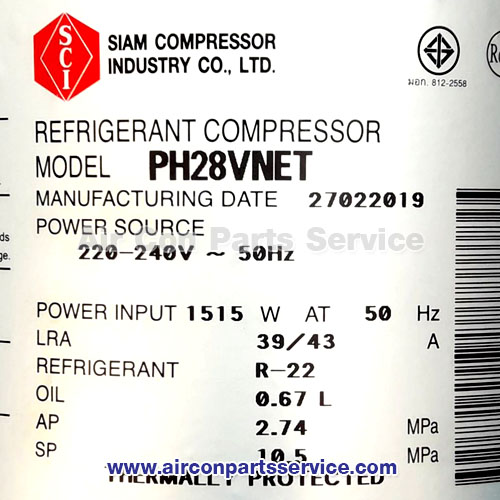 SCI
SIAM COMPRESSOR
INDUSTRY CO., LTD.
มอก. 812-2558
REFRIGERANT COMPRESSOR
MODEL PH28VNET
MANUFACTURING DATE 27022019
POWER SOURCE
Air Con Parts Service
220-240V ~ 50Hz
POWER INPUT 1515 W AT 50 Hz
LRA 39/43 A
REFRIGERANT R-22
OIL 0.67 L
AP 2.74 MPa
SP 10.5 MPa
www.airconpartsservice.com
THERMALLY PROTECTED